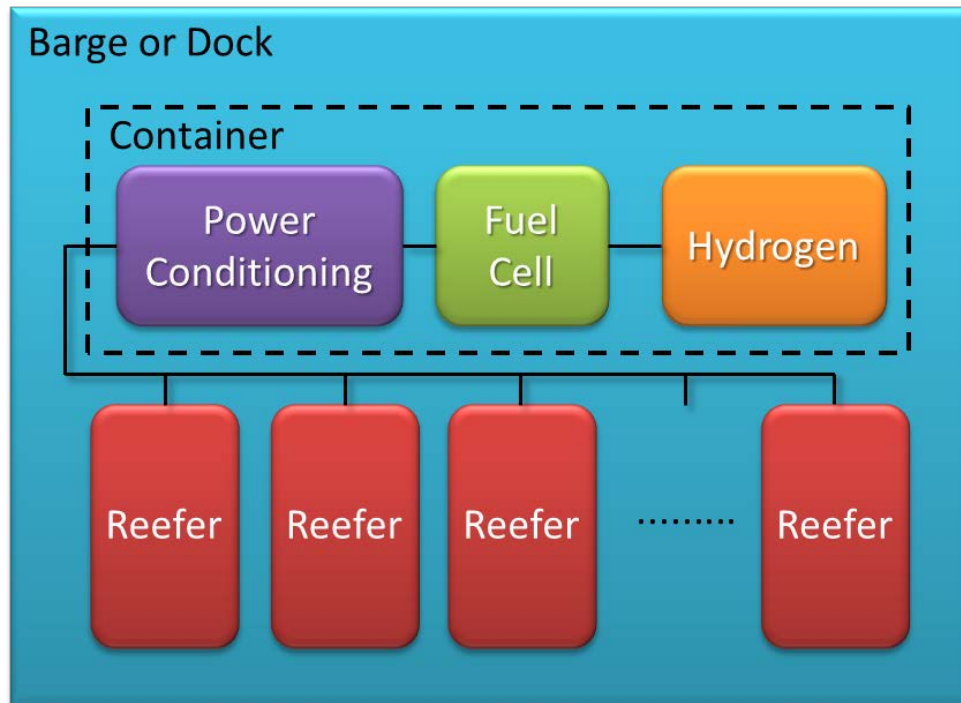 Barge or Dock
Container
Power
Conditioning
Fuel
Cell
Hydrogen
Reefer
Reefer
Reefer
.........
Reefer